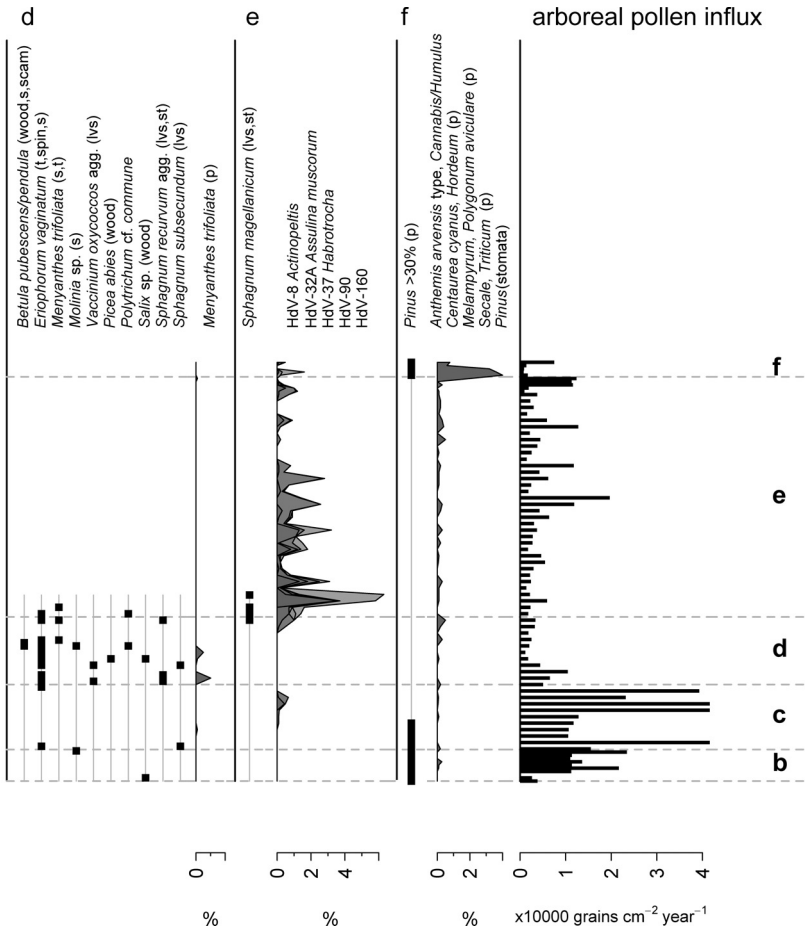 d
e
f
arboreal pollen influx
Betula pubescens/pendula (wood,s,scam)
Eriophorum vaginatum (t,spin,s)
Menyanthes trifoliata (s,t)
Molinia sp. (s)
Vaccinium oxycoccos agg. (lvs)
Picea abies (wood)
Polytrichum cf. commune
Salix sp. (wood)
Sphagnum recurvum agg. (lvs,st)
Sphagnum subsecundum (lvs)
Menyanthes trifoliata (p)
Sphagnum magellanicum (lvs,st)
HdV-8 Actinopeltis
HdV-32A Assulina muscorum
HdV-37 Habrotrocha
HdV-90
HdV-160
Pinus >30% (p)
Anthemis arvensis type, Cannabis/Humulus
Centaurea cyanus, Hordeum (p)
Melampyrum, Polygonum aviculare (p)
Secale, Triticum (p)
Pinus(stomata)
f
e
d
c
b
0
0 2 4
0 2
0 1 2 3 4
%
%
%
x10000 grains cm−2 year−1